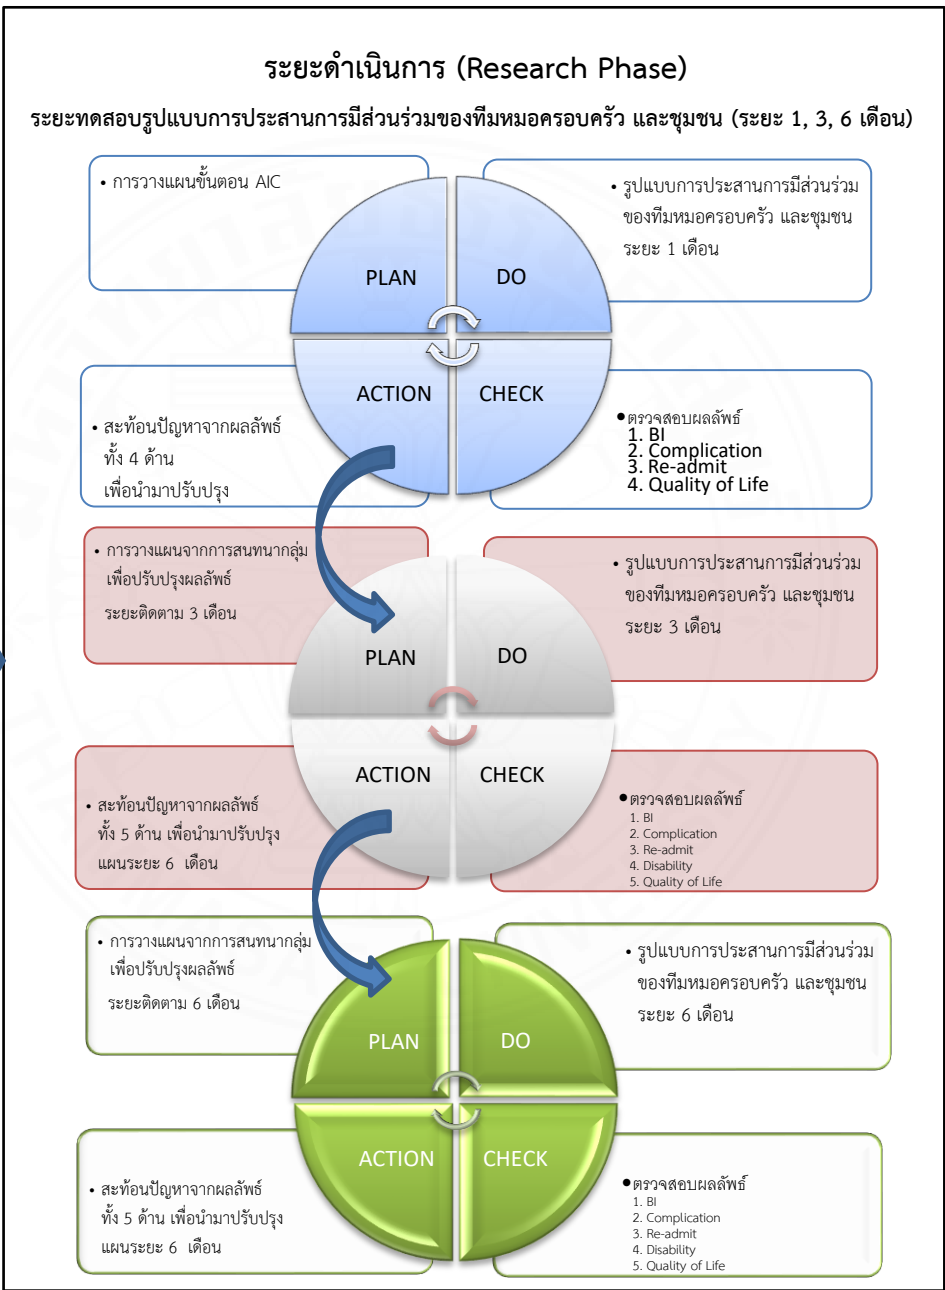 ระยะดำเนินการ (Research Phase)
ระยะทดสอบรูปแบบการประสานการมีส่วนร่วมของทีมหมอครอบครัว และชุมชน (ระยะ 1, 3, 6 เดือน)
• การวางแผนขั้นตอน AIC
PLAN
DO
• รูปแบบการประสานการมีส่วนร่วม
ของทีมหมอครอบครัว และชุมชน
ระยะ 1 เดือน
• สะท้อนปัญหาจากผลลัพธ์
ทั้ง 4 ด้าน
เพื่อนำมาปรับปรุง
ACTION
CHECK
•ตรวจสอบผลลัพธ์
1. BI
2. Complication
3. Re-admit
4. Quality of Life
• การวางแผนจากการสนทนากลุ่ม
เพื่อปรับปรุงผลลัพธ์
ระยะติดตาม 3 เดือน
PLAN
DO
• รูปแบบการประสานการมีส่วนร่วม
ของทีมหมอครอบครัว และชุมชน
ระยะ 3 เดือน
• สะท้อนปัญหาจากผลลัพธ์
ทั้ง 5 ด้าน เพื่อนำมาปรับปรุง
แผนระยะ 6 เดือน
ACTION
CHECK
•ตรวจสอบผลลัพธ์
1. BI
2. Complication
3. Re-admit
4. Disability
5. Quality of Life
• การวางแผนจากการสนทนากลุ่ม
เพื่อปรับปรุงผลลัพธ์
ระยะติดตาม 6 เดือน
PLAN
DO
• รูปแบบการประสานการมีส่วนร่วม
ของทีมหมอครอบครัว และชุมชน
ระยะ 6 เดือน
• สะท้อนปัญหาจากผลลัพธ์
ทั้ง 5 ด้าน เพื่อนำมาปรับปรุง
แผนระยะ 6 เดือน
ACTION
CHECK
•ตรวจสอบผลลัพธ์
1. BI
2. Complication
3. Re-admit
4. Disability
5. Quality of Life